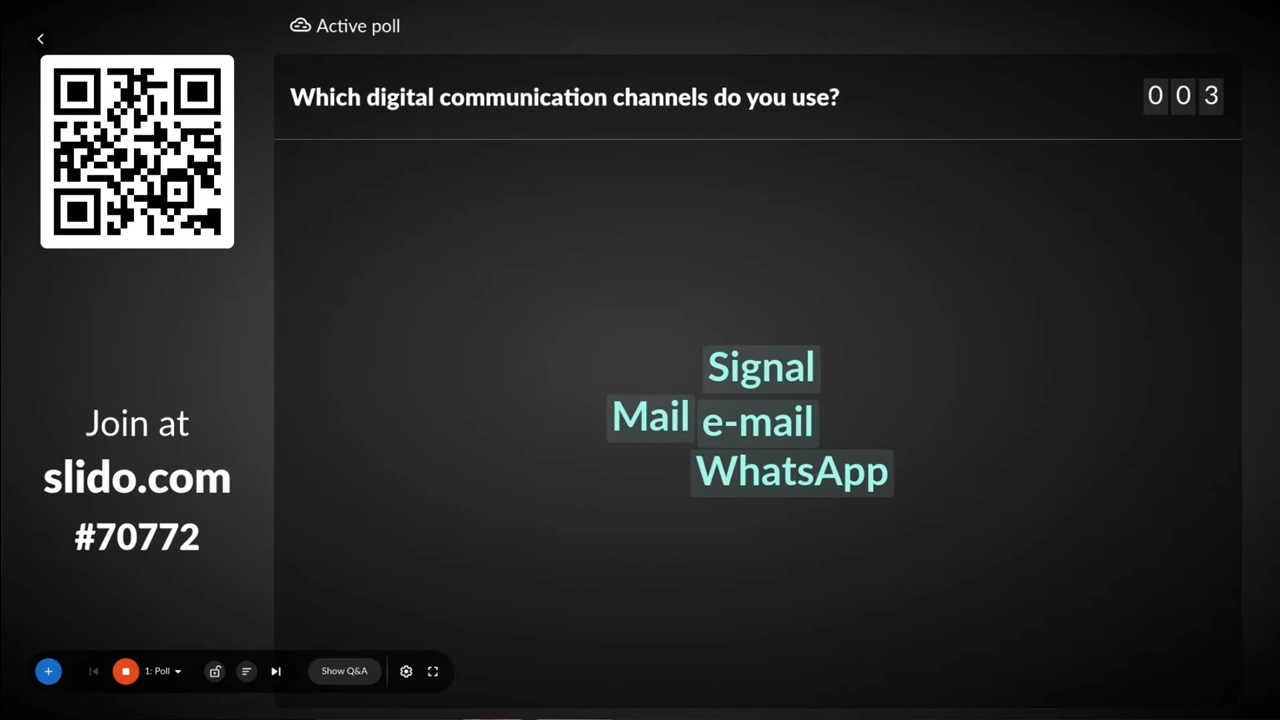 Active poll
Which digital communication channels do you use?
0 0 3
Signal
Mail
e-mail
WhatsApp
Join at
slido.com
#70772
1: Poll
Show Q&A